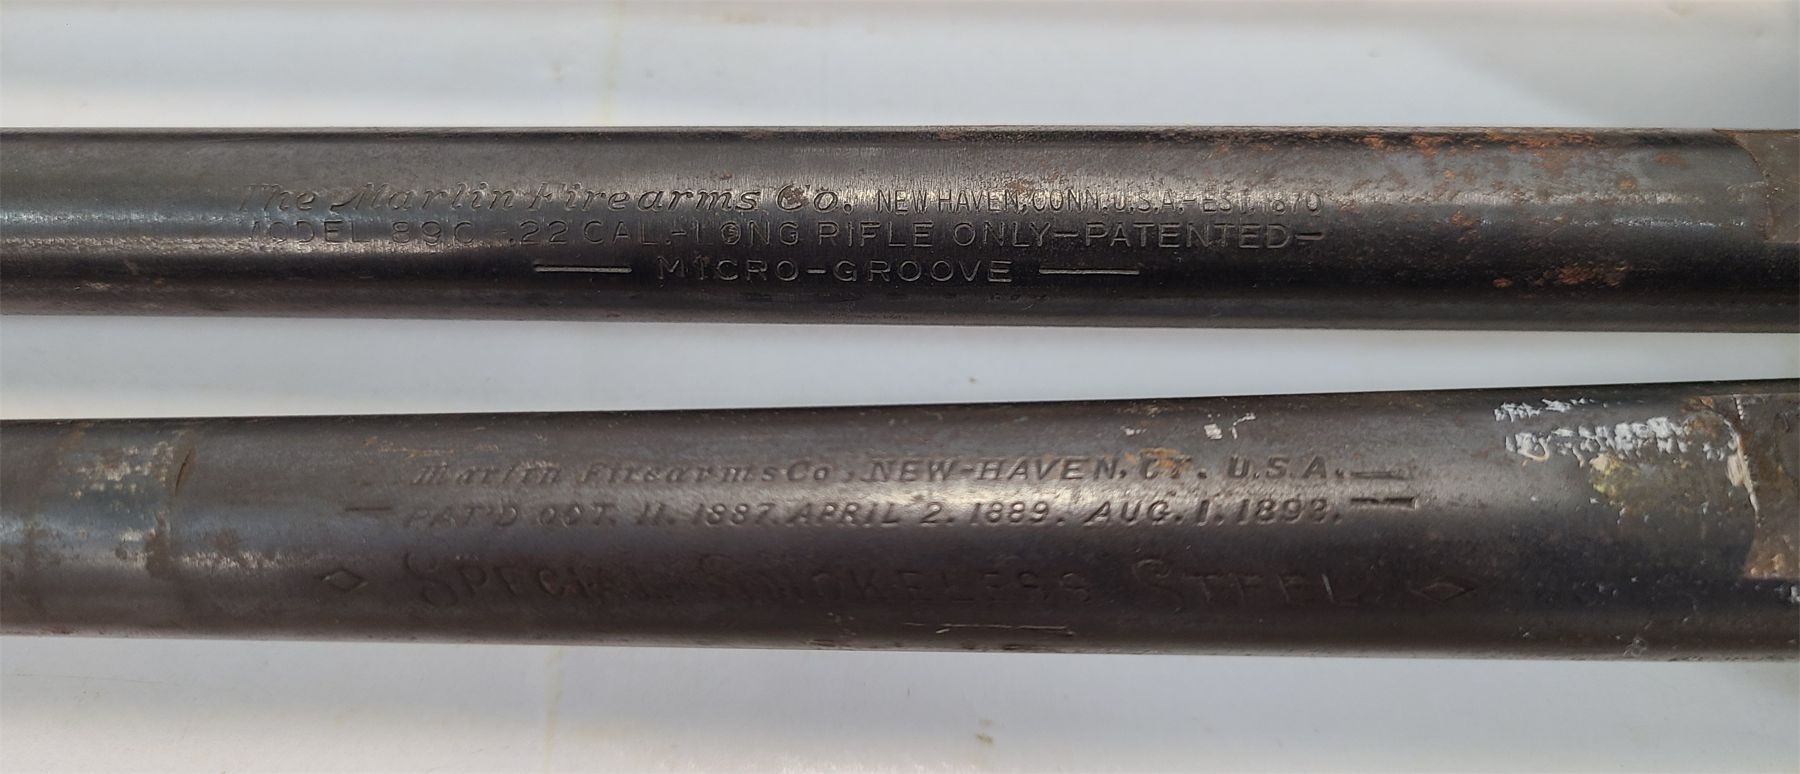 The Marlin Firearms Co. NEW HAVEN, CONN. U.S.A.-EST. 1870
MODEL 89C -.22 CAL.-LONG RIFLE ONLY-PATENTED-
MICRO-GROOVE
Marlin Firearms Co. NEW-HAVEN, CT. U.S.A.
PAT'D OCT. 11. 1887. APRIL 2. 1889. AUG. 1. 1893.
SPECIAL SMOKELESS STEEL